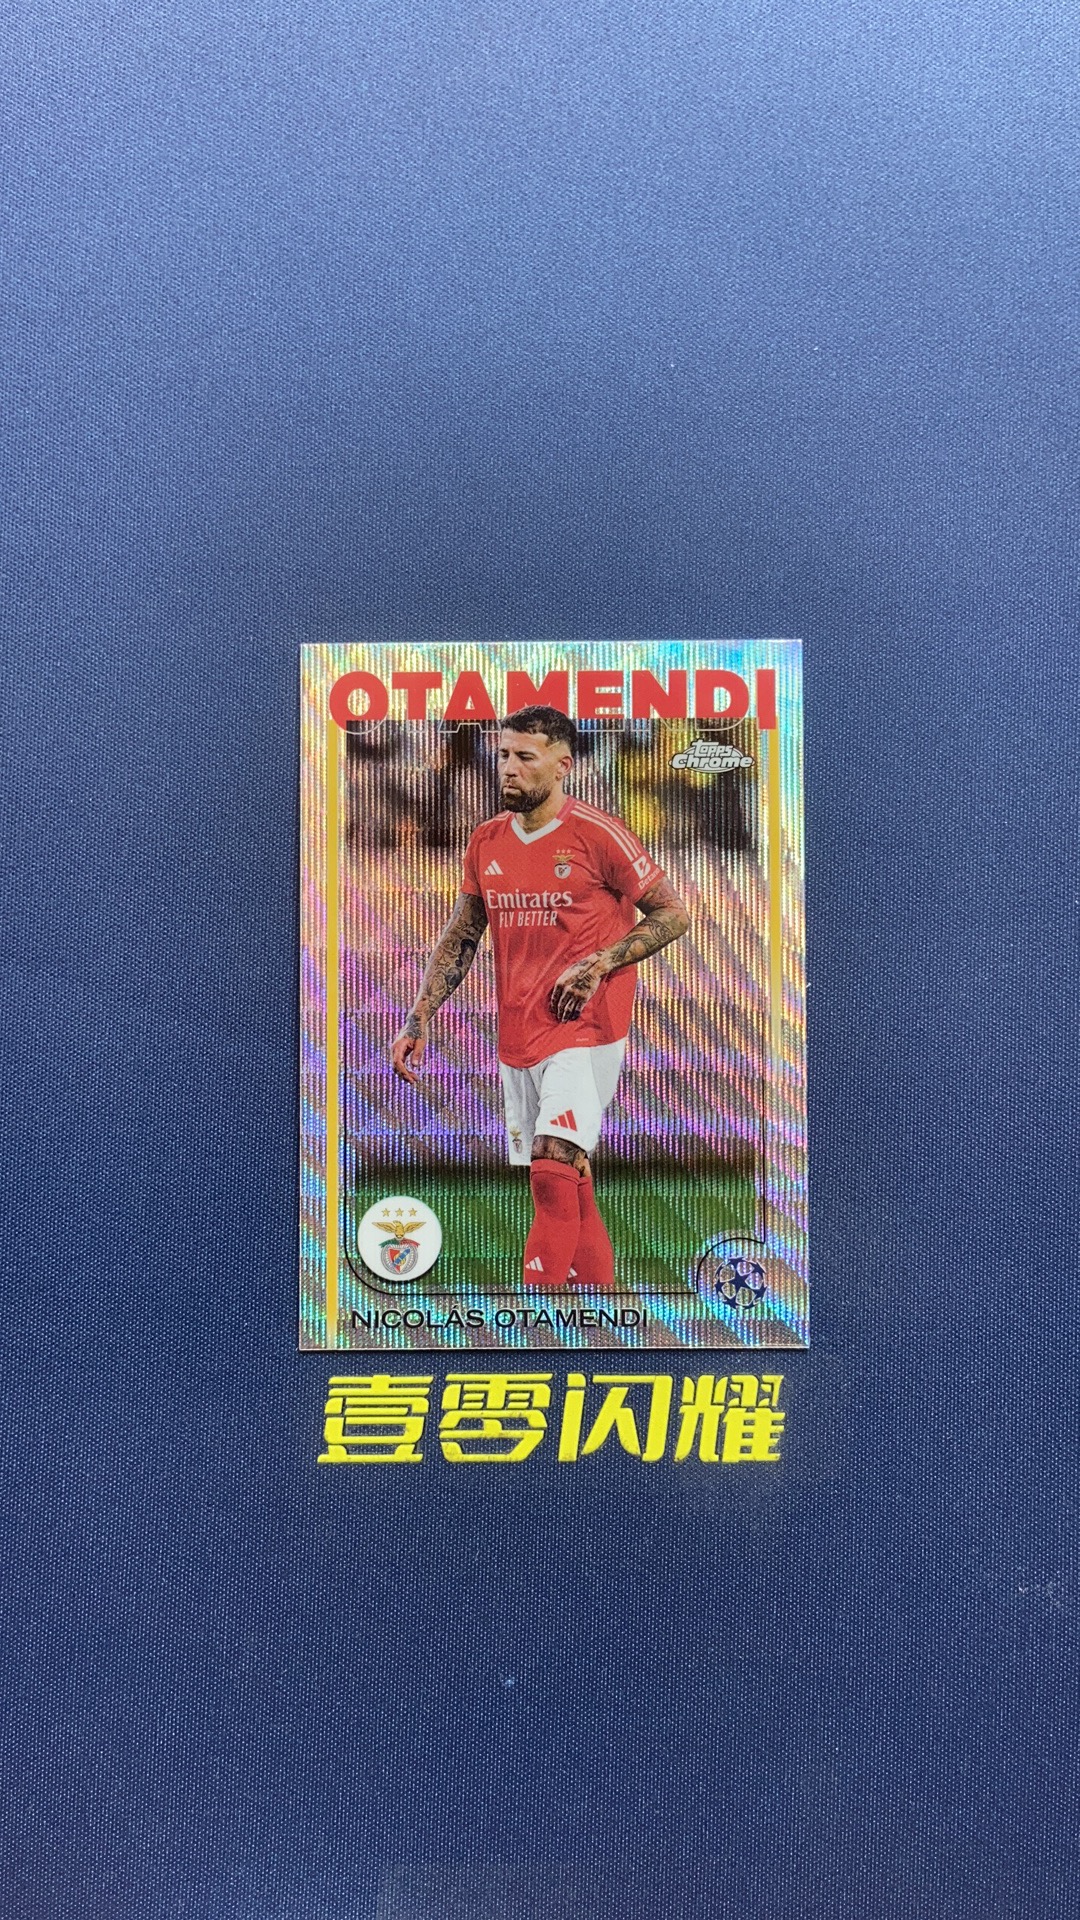 OTAMENDI
Topps
Chrome
Emirates
FLY BETTER
NICOLÁS OTAMENDI
壹零闪耀